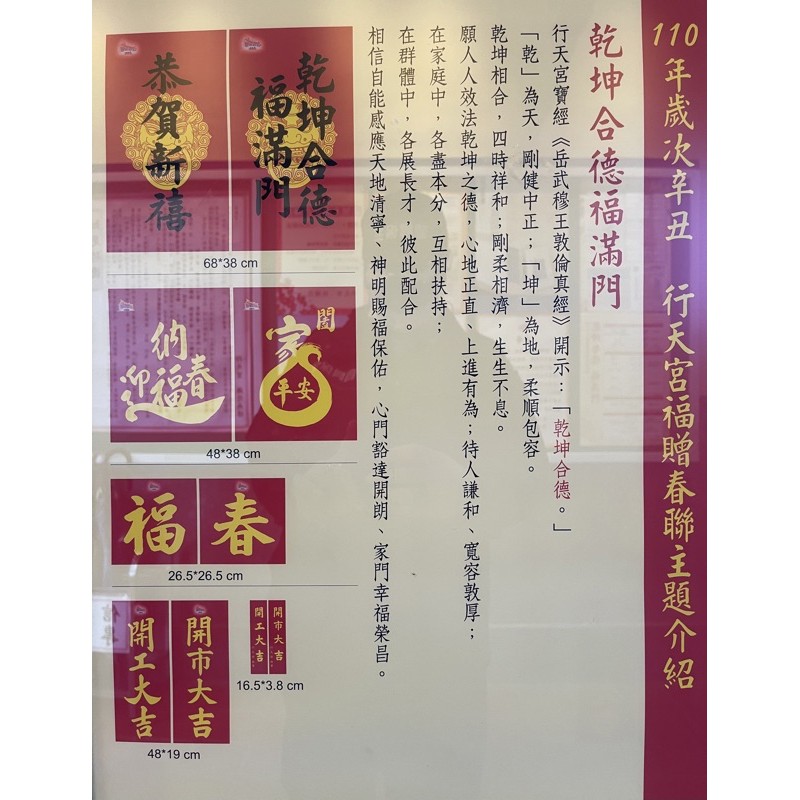 110年歲次辛丑 行天宮福贈春聯主題介紹
乾坤合德福滿門
行天宮寶經《岳武穆王敦倫真經》開示：「乾坤合德。」
「乾」為天，剛健中正；「坤」為地，柔順包容。
乾坤相合，四時祥和；剛柔相濟，生生不息。
願人人效法乾坤之德，心地正直、上進有為；待人謙和、寬容敦厚；
在家庭中，各盡本分，互相扶持；
在群體中，各展長才，彼此配合。
相信自能感應天地清寧、神明賜福保佑，心門豁達開朗、家門幸福榮昌。
乾坤合德
福滿門
恭賀新禧
68*38 cm
家
平安
迎春
納福
48*38 cm
春
福
26.5*26.5 cm
開市大吉
開工大吉
48*19 cm
開市大吉
開工大吉
16.5*3.8 cm